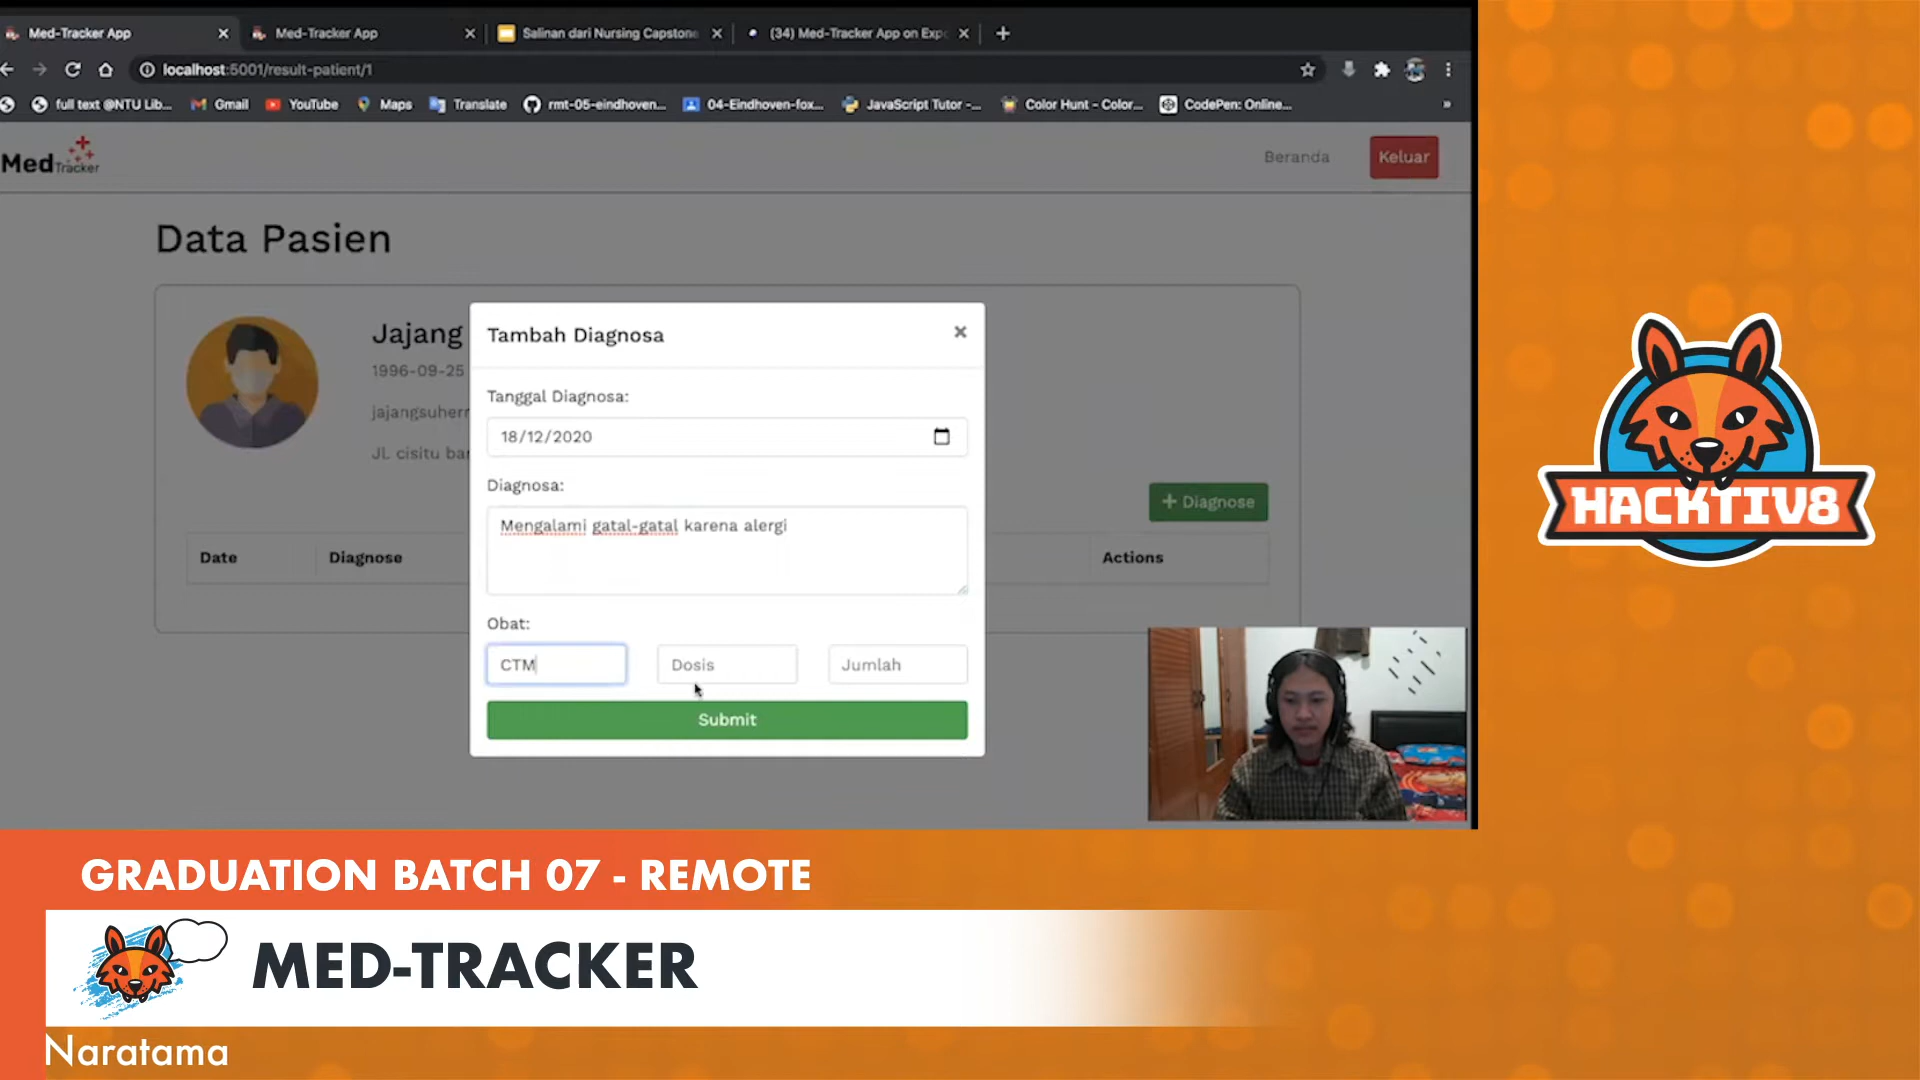 Med-Tracker App
Med-Tracker App
Salinan dari Nursing Capstone
(34) Med-Tracker App on Expo
localhost:5001/result-patient/1
full text @NTU Lib...
Gmail
YouTube
Maps
Translate
rmt-05-eindhoven...
04-Eindhoven-fox...
JavaScript Tutor -...
Color Hunt - Color...
CodePen: Online...
»
Med Tracker
Beranda
Keluar
Data Pasien
Jajang
1996-09-25
jajangsuherm
Jl. cisitu bar
+ Diagnose
Date
Diagnose
Actions
Tambah Diagnosa
×
Tanggal Diagnosa:
18/12/2020
Diagnosa:
Mengalami gatal-gatal karena alergi
Obat:
CTM
Dosis
Jumlah
Submit
HACKTIV8
GRADUATION BATCH 07 - REMOTE
MED-TRACKER
Naratama